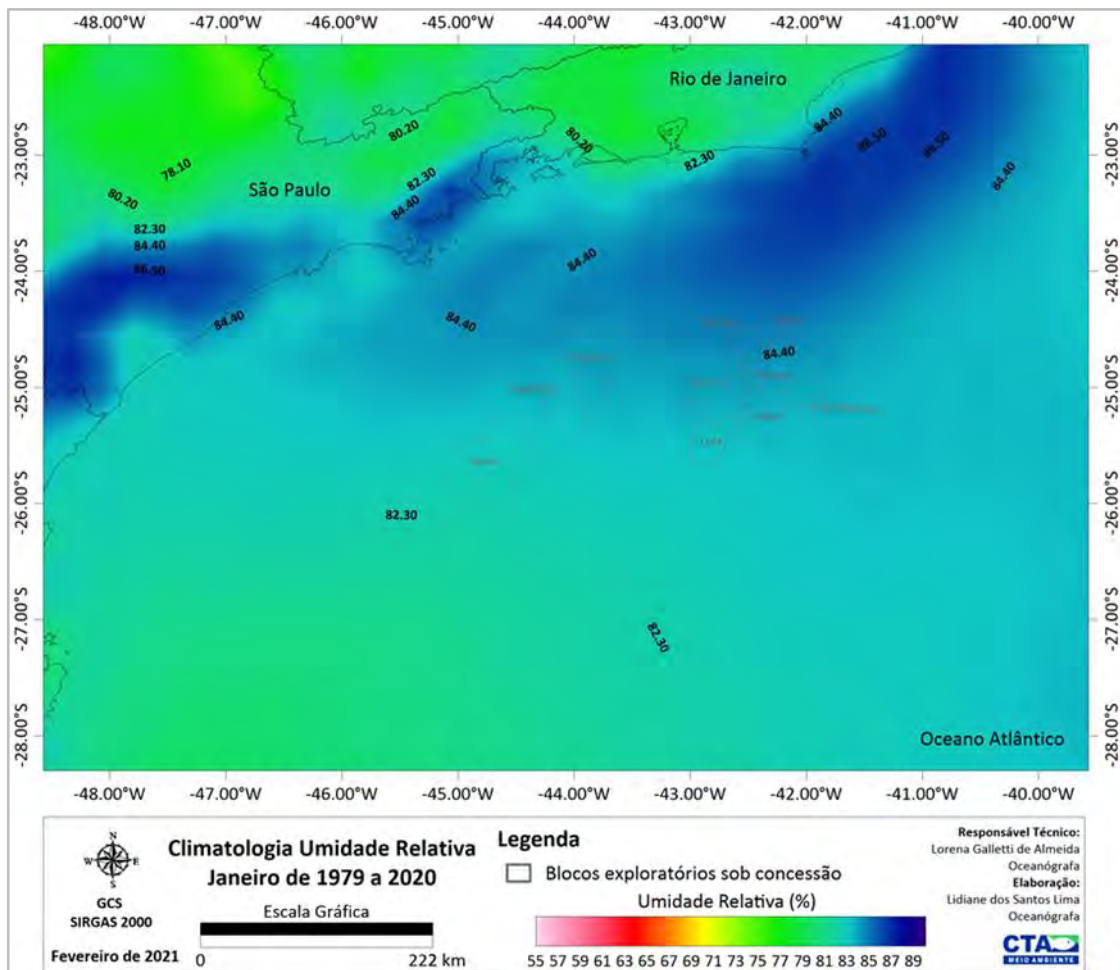 -48.00° -47.00° -46.00° -45.00° -44.00° -43.00° -42.00° -41.00° -40.00°
Rio de Janeiro
84.40
80.20
80.20
86.50
86.50
-23.00°S
82.30
-23.00°S
78.10
82.30
84.40
80.20
São Paulo
84.40
82.30
84.40
86.50
84.40
-24.00°S
-24.00°S
84.40
84.40
84.40
-25.00°S
-25.00°S
-26.00°S
82.30
-26.00°S
-27.00°S
82.30
-27.00°S
-28.00°S
Oceano Atlântico
-28.00°S
-48.00° -47.00° -46.00° -45.00° -44.00° -43.00° -42.00° -41.00° -40.00°
N
W E
S
GCS
SIRGAS 2000
Fevereiro de 2021
Climatologia Umidade Relativa
Janeiro de 1979 a 2020
Escala Gráfica
0 222 km
Legenda
Blocos exploratórios sob concessão
Umidade Relativa (%)
55 57 59 61 63 65 67 69 71 73 75 77 79 81 83 85 87 89
Responsável Técnico:
Lorena Galletti de Almeida
Oceanógrafa
Elaboração:
Lidiane dos Santos Lima
Oceanógrafa
CTA
MEIO AMBIENTE